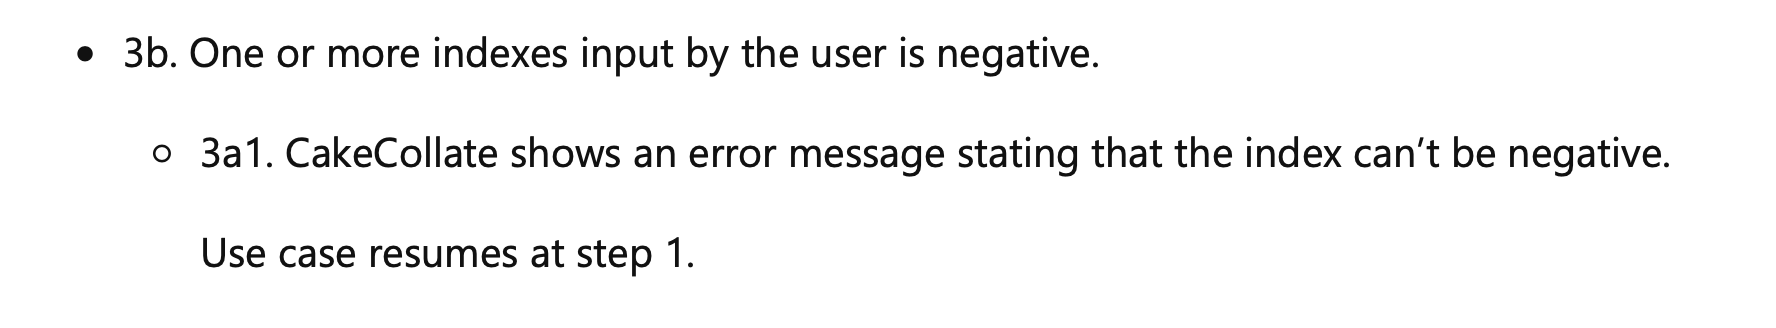 • 3b. One or more indexes input by the user is negative.
○ 3a1. CakeCollate shows an error message stating that the index can’t be negative.
Use case resumes at step 1.